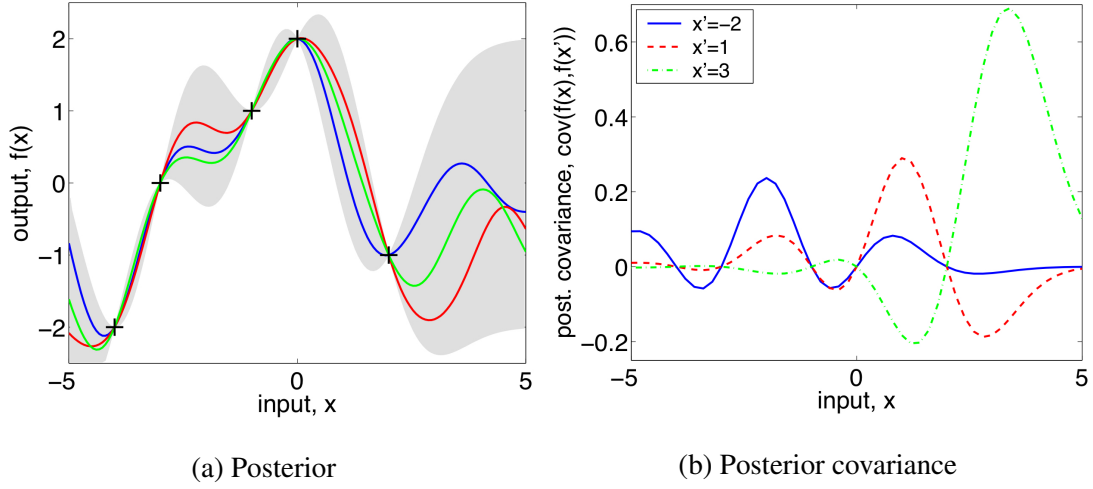 output, f(x)
2
1
0
−1
−2
−5
0
5
input, x
(a) Posterior
post. covariance, cov(f(x),f(x'))
0.6
0.4
0.2
0
−0.2
x'=−2
x'=1
x'=3
−5
0
5
input, x
(b) Posterior covariance